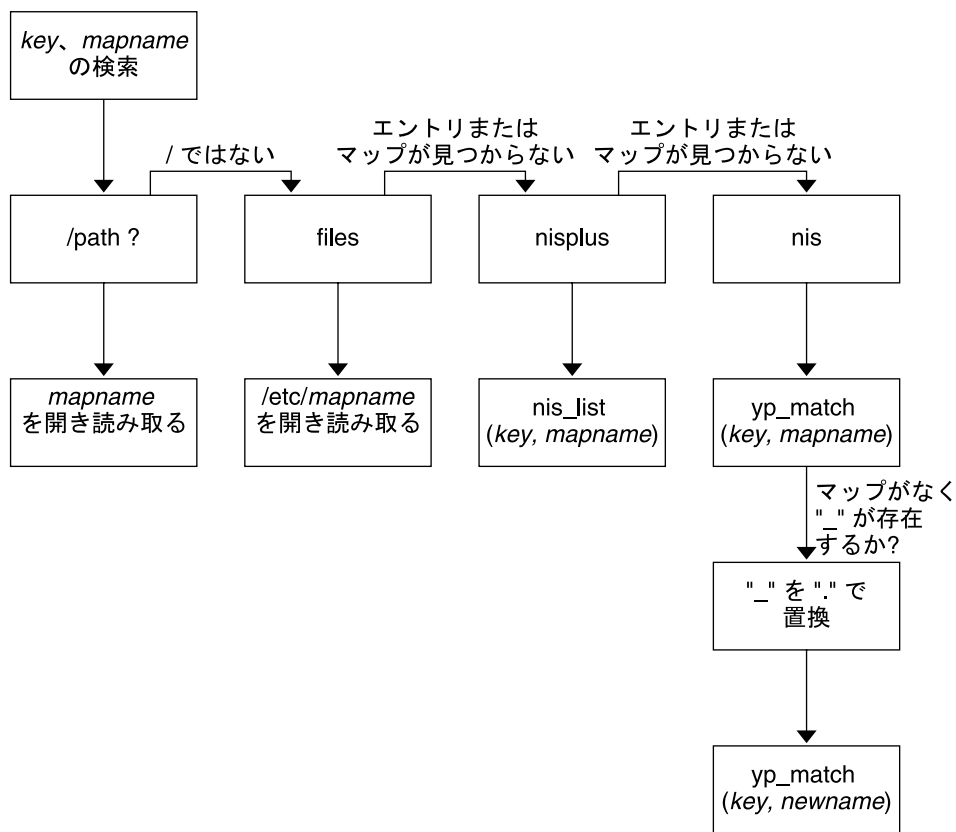 key、mapname
の検索
/ ではない
エントリまたは
マップが見つからない
エントリまたは
マップが見つからない
/path ?
files
nisplus
nis
mapname
を開き読み取る
/etc/mapname
を開き読み取る
nis_list
(key, mapname)
yp_match
(key, mapname)
マップがなく
"_" が存在
するか?
"_" を "." で
置換
yp_match
(key, newname)